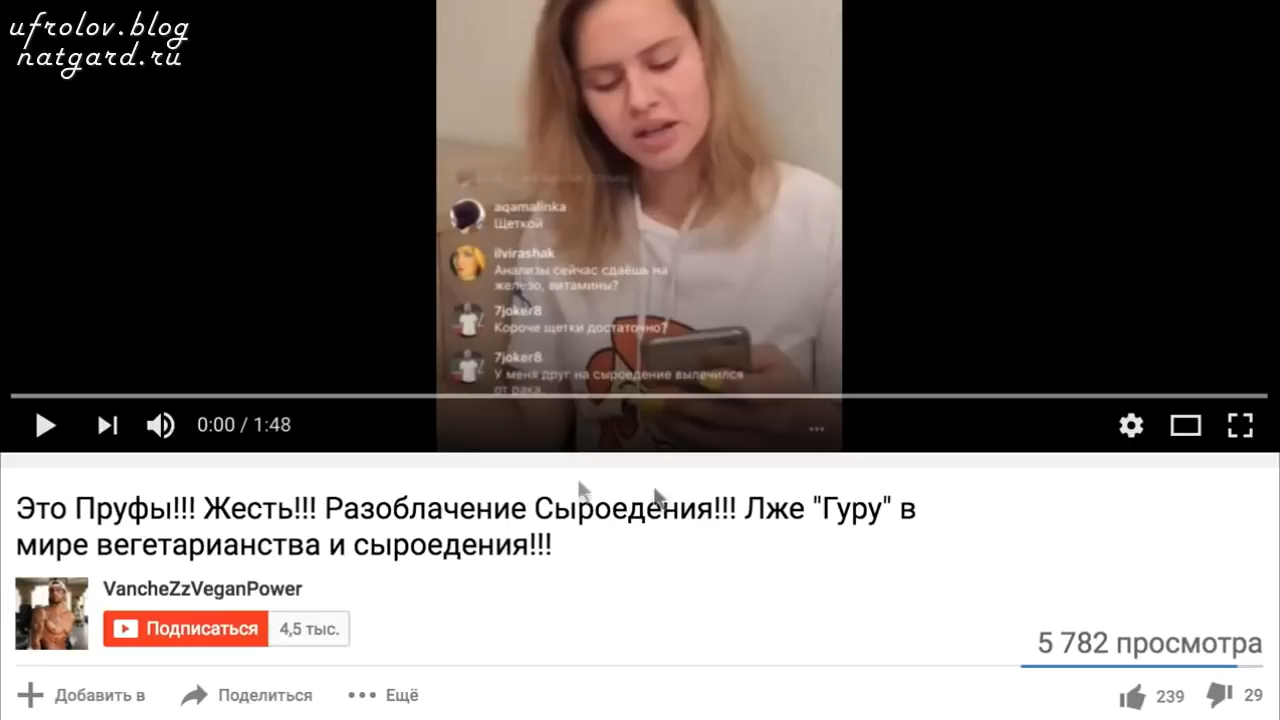 ufrolov.blog
natgard.ru
aqamalinka
Щеткой
ilvirashak
Анализы сейчас сдаёшь на
железо, витамины?
7joker8
Короче щетки достаточно?
7joker8
У меня друг на сыроедение вылечился
от рака
0:00 / 1:48
Это Пруфы!!! Жесть!!! Разоблачение Сыроедения!!! Лже "Гуру" в
мире вегетарианства и сыроедения!!!
VancheZzVeganPower
Подписаться 4,5 тыс.
5 782 просмотра
Добавить в Поделиться Ещё 239 29